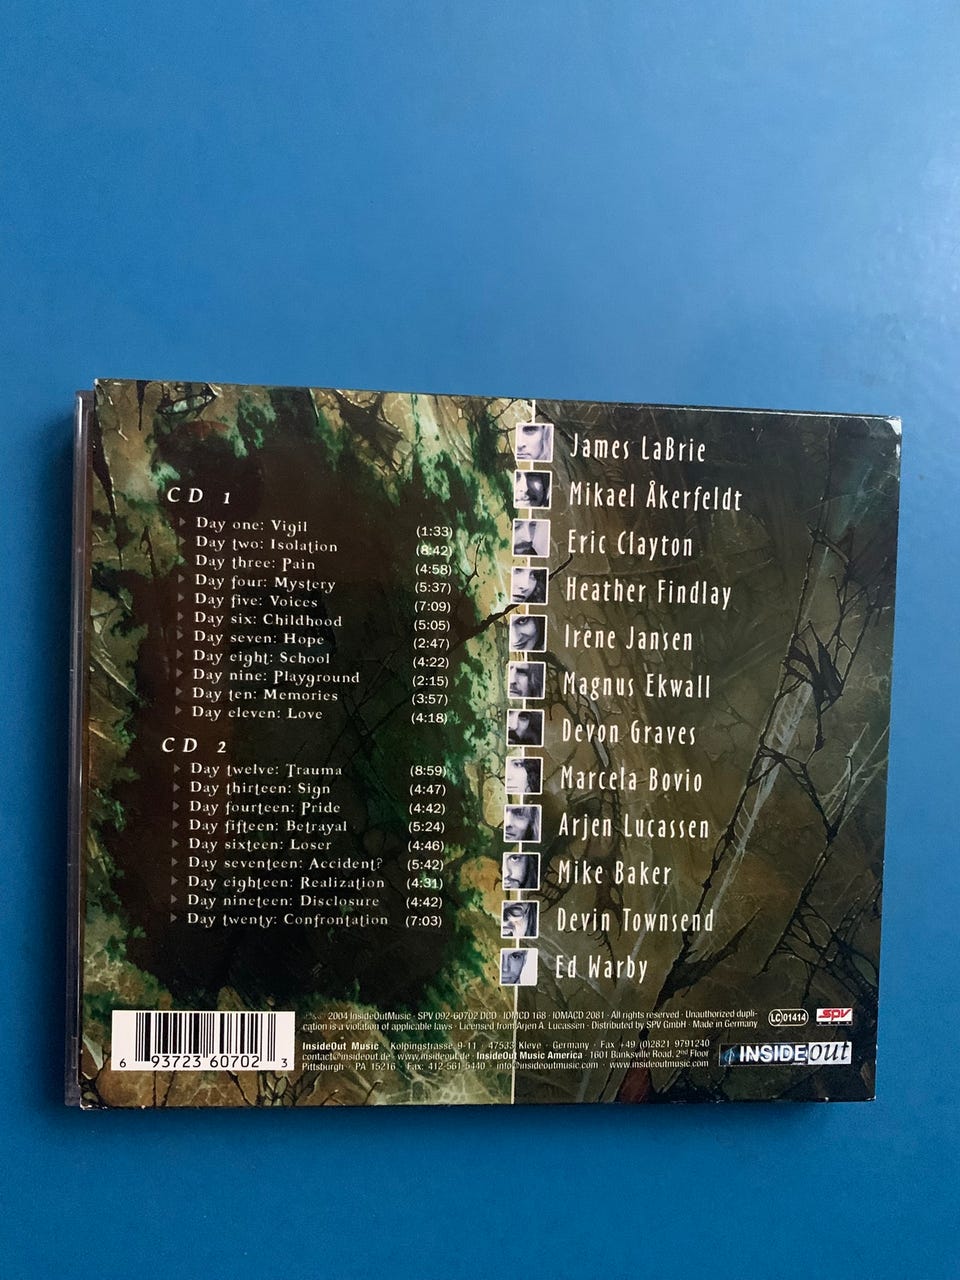 CD 1
Day one: Vigil (1:33)
Day two: Isolation (8:42)
Day three: Pain (4:58)
Day four: Mystery (5:37)
Day five: Voices (7:09)
Day six: Childhood (5:05)
Day seven: Hope (2:47)
Day eight: School (4:22)
Day nine: Playground (2:15)
Day ten: Memories (3:57)
Day eleven: Love (4:18)
CD 2
Day twelve: Trauma (8:59)
Day thirteen: Sign (4:47)
Day fourteen: Pride (4:42)
Day fifteen: Betrayal (5:24)
Day sixteen: Loser (4:46)
Day seventeen: Accident? (5:42)
Day eighteen: Realization (4:31)
Day nineteen: Disclosure (4:42)
Day twenty: Confrontation (7:03)
James LaBrie
Mikael Åkerfeldt
Eric Clayton
Heather Findlay
Irene Jansen
Magnus Ekwall
Devon Graves
Marcela Bovio
Arjen Lucassen
Mike Baker
Devin Townsend
Ed Warby
6 93723 60702 3
2004 InsideOutMusic · SPV 092-60702 DCD · IOMCD 168 · IOMACD 2081 · All rights reserved · Unauthorized dupli-
cation is a violation of applicable laws · Licensed from Arjen A. Lucassen · Distributed by SPV GmbH · Made in Germany
InsideOut Music · Kolpingstrasse 9-11 · 47533 Kleve · Germany · Fax +49 (0)2821 9791240
contact@insideout.de · www.insideout.de · InsideOut Music America · 1601 Banksville Road, 2nd Floor
Pittsburgh · PA 15216 · Fax: 412-561-5440 · info@insideoutmusic.com · www.insideoutmusic.com
LC 01414
SPV
INSIDEOUT